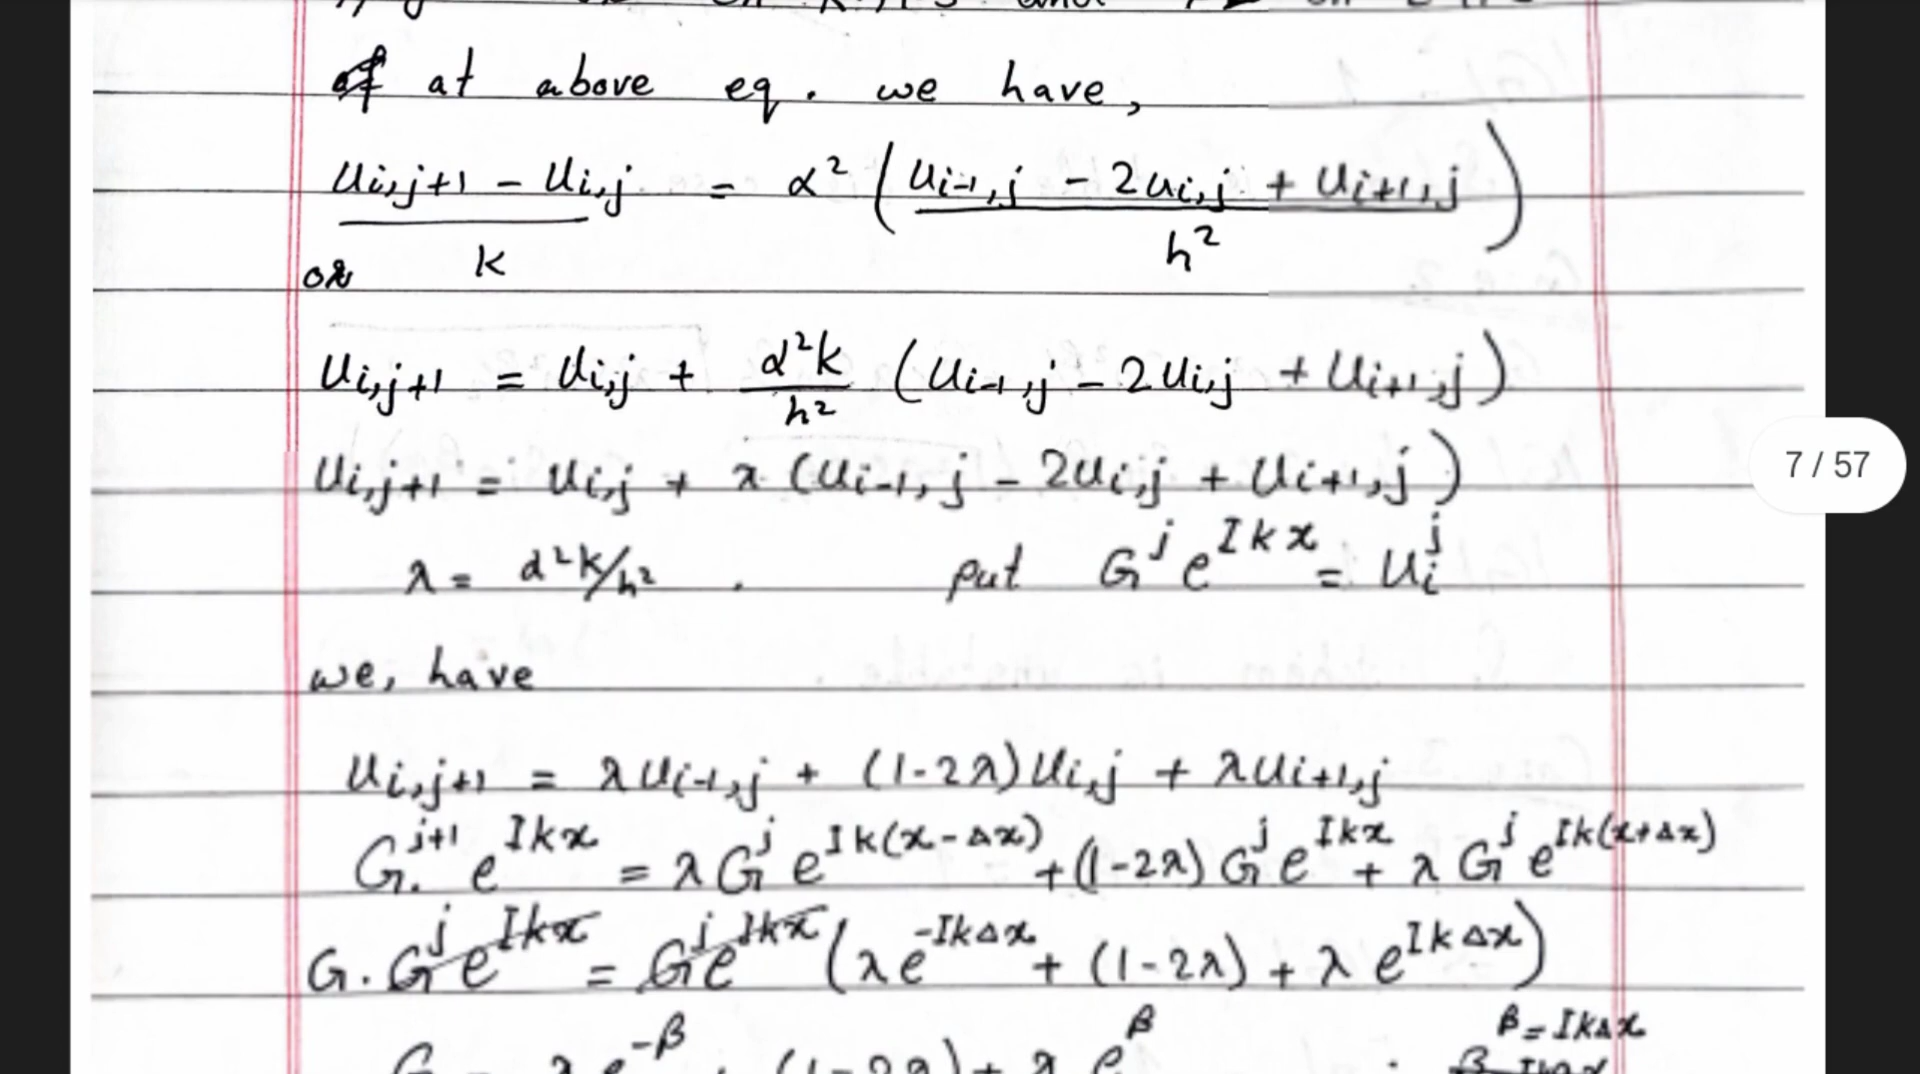 at above eq. we have,
u_{i,j+1} - u_{i,j} / k = α² ( u_{i-1,j} - 2u_{i,j} + u_{i+1,j} / h² )
or
u_{i,j+1} = u_{i,j} + α²k / h² ( u_{i-1,j} - 2u_{i,j} + u_{i+1,j} )
u_{i,j+1} = u_{i,j} + λ ( u_{i-1,j} - 2u_{i,j} + u_{i+1,j} )
λ = α²k/h² . put G^j e^{Ikx} = u_i^j
we, have
u_{i,j+1} = λu_{i-1,j} + (1-2λ)u_{i,j} + λu_{i+1,j}
G^{j+1} e^{Ikx} = λG^j e^{Ik(x-Δx)} + (1-2λ) G^j e^{Ikx} + λ G^j e^{Ik(x+Δx)}
G. G^j e^{Ikx} = G^j e^{Ikx} ( λe^{-IkΔx} + (1-2λ) + λ e^{IkΔx} )
G = λe^{-β} + (1-2λ) + λ e^{β} β = IkΔx
7 / 57